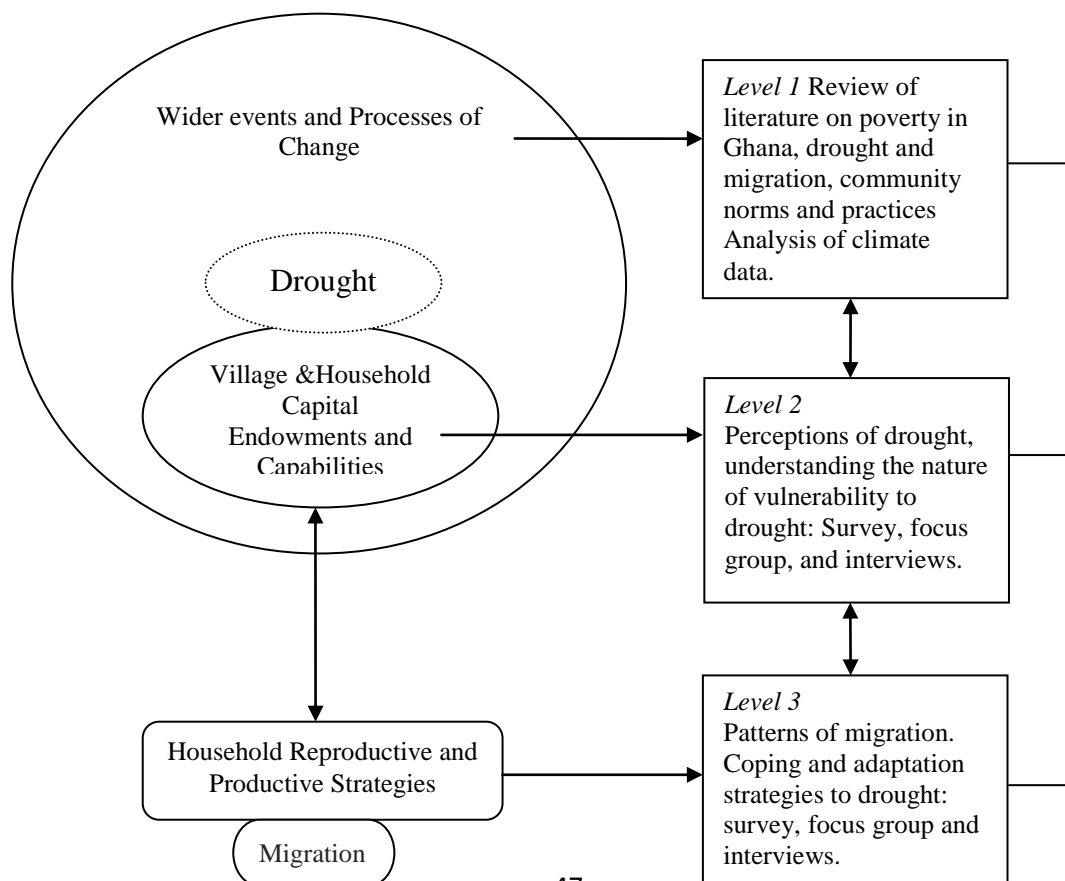 Wider events and Processes of
Change
Drought
Village &Household
Capital
Endowments and
Capabilities
Household Reproductive and
Productive Strategies
Migration
Level 1 Review of
literature on poverty in
Ghana, drought and
migration, community
norms and practices
Analysis of climate
data.
Level 2
Perceptions of drought,
understanding the nature
of vulnerability to
drought: Survey, focus
group, and interviews.
Level 3
Patterns of migration.
Coping and adaptation
strategies to drought:
survey, focus group and
interviews.